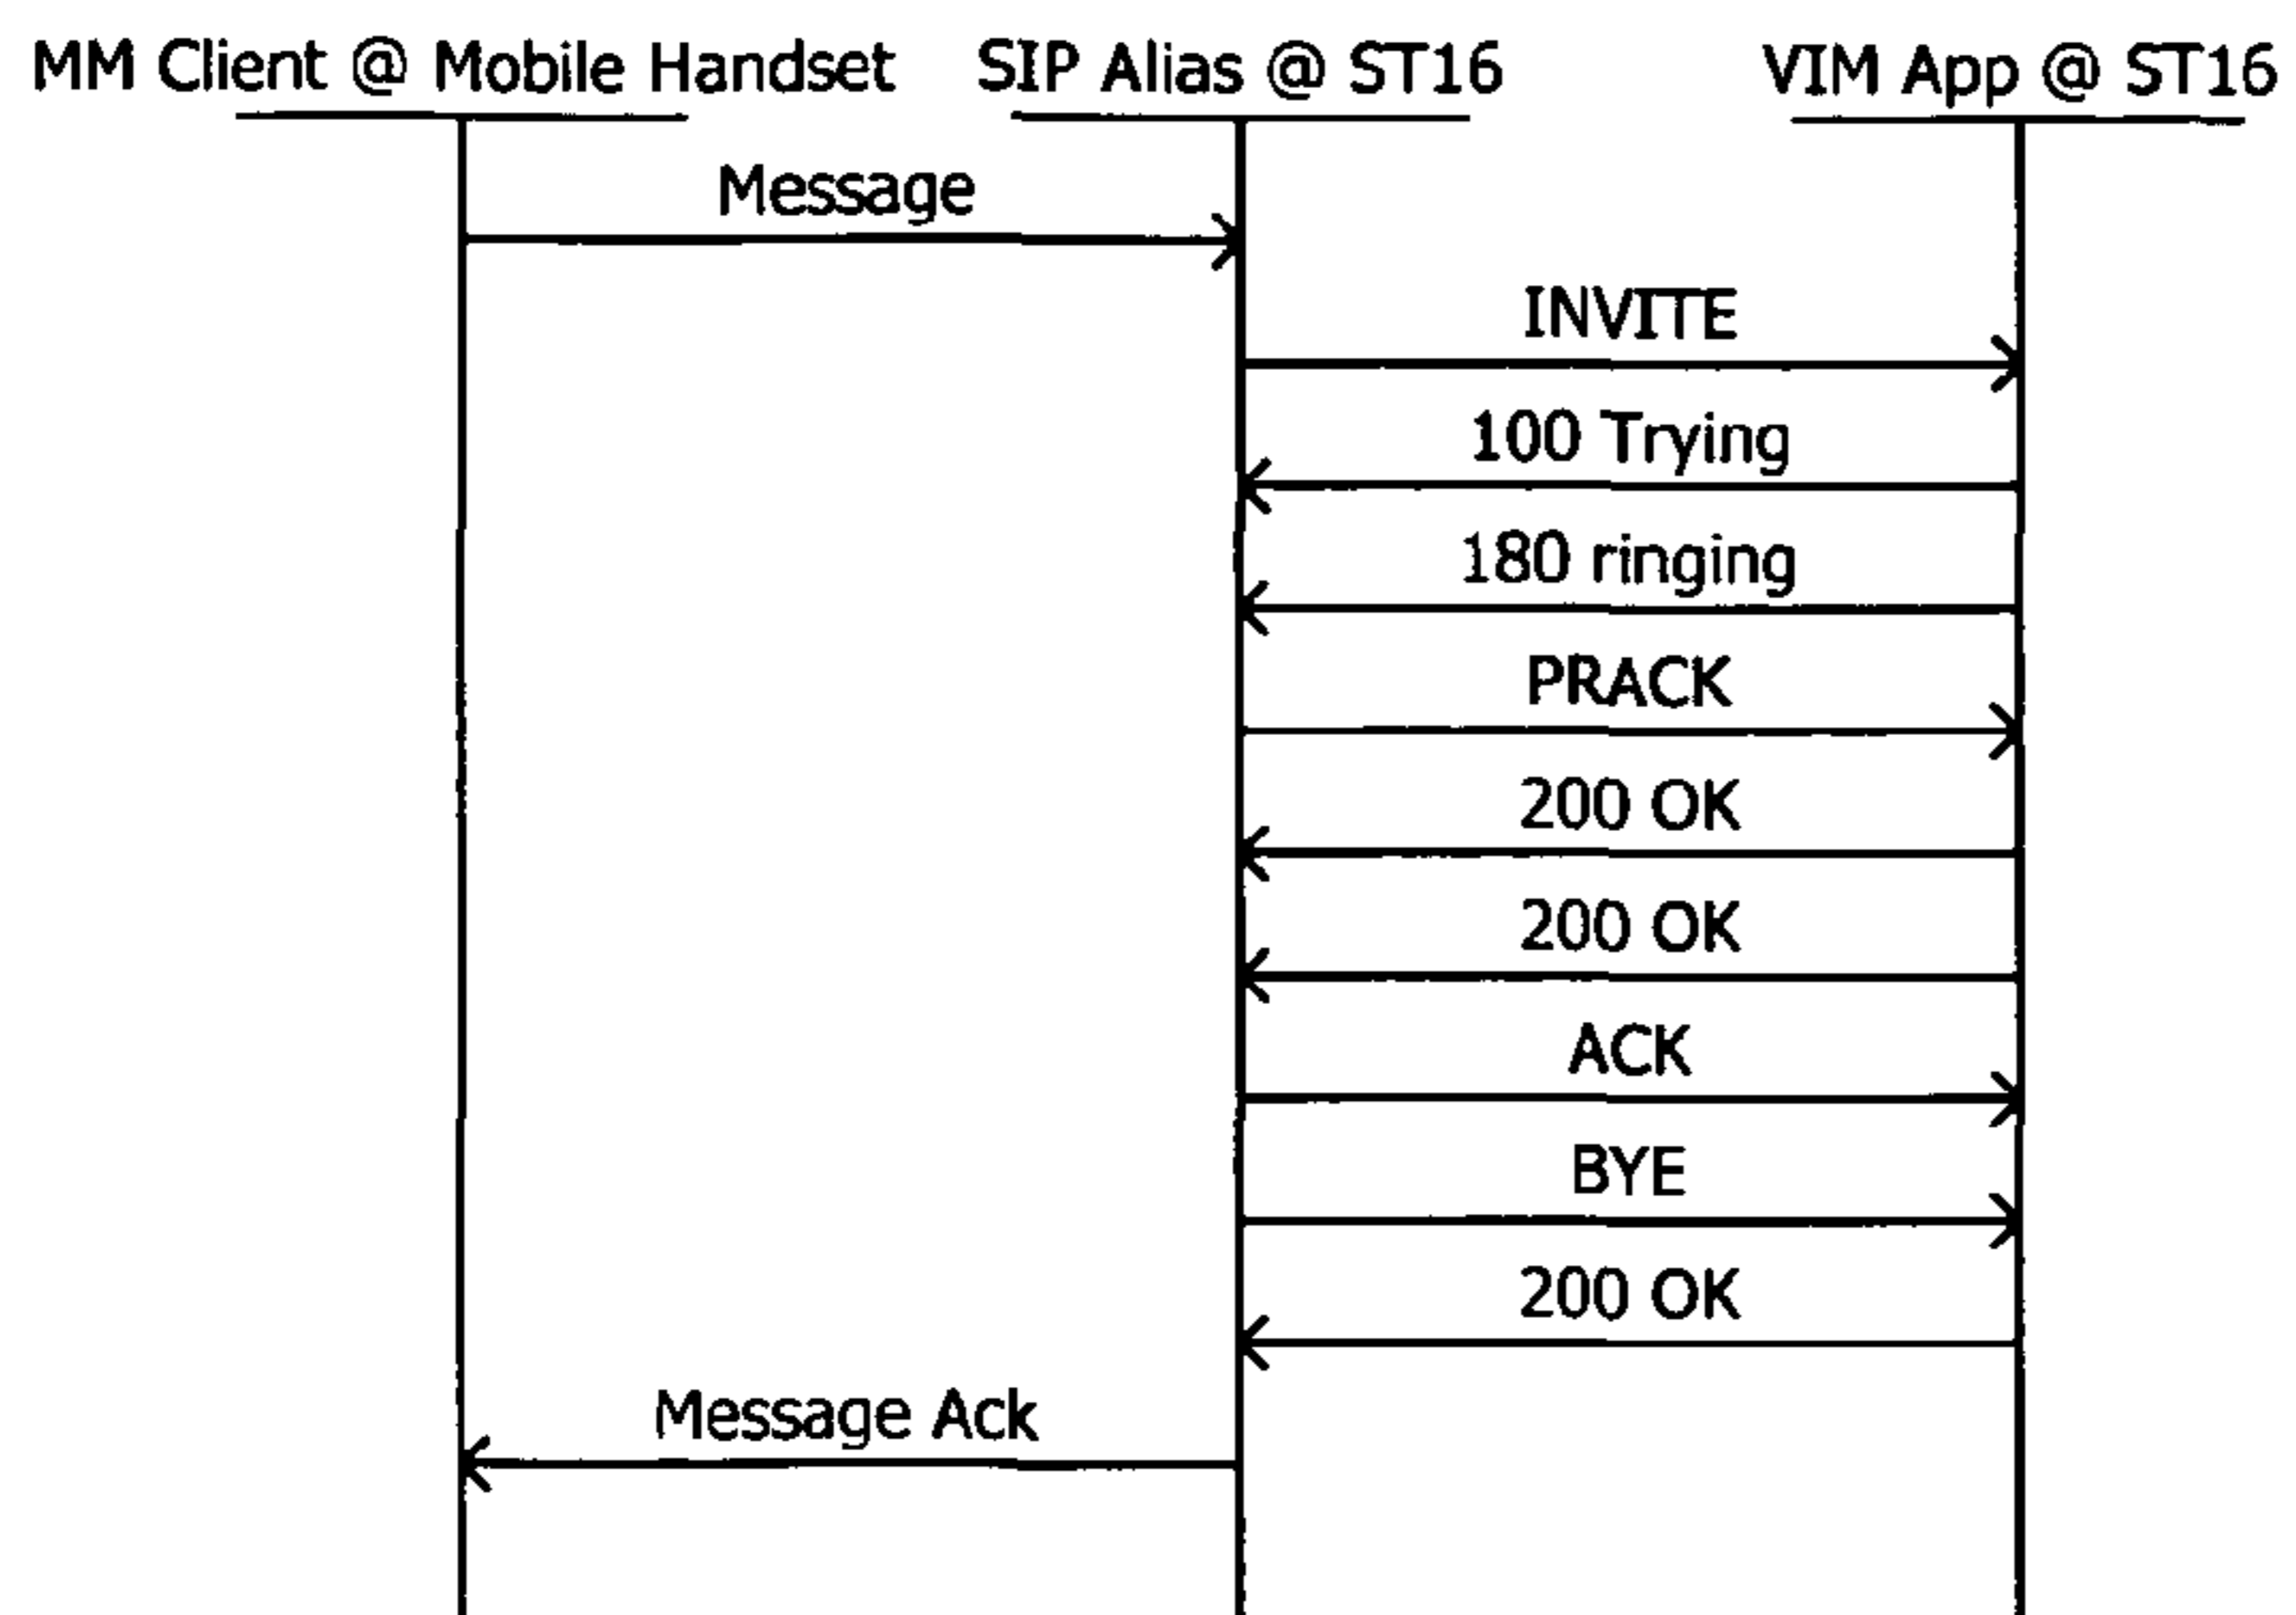 MM Client @ Mobile Handset SIP Alias @ ST16 VIM App @ ST16
Message
INVITE
100 Trying
180 ringing
PRACK
200 OK
200 OK
ACK
BYE
200 OK
Message Ack